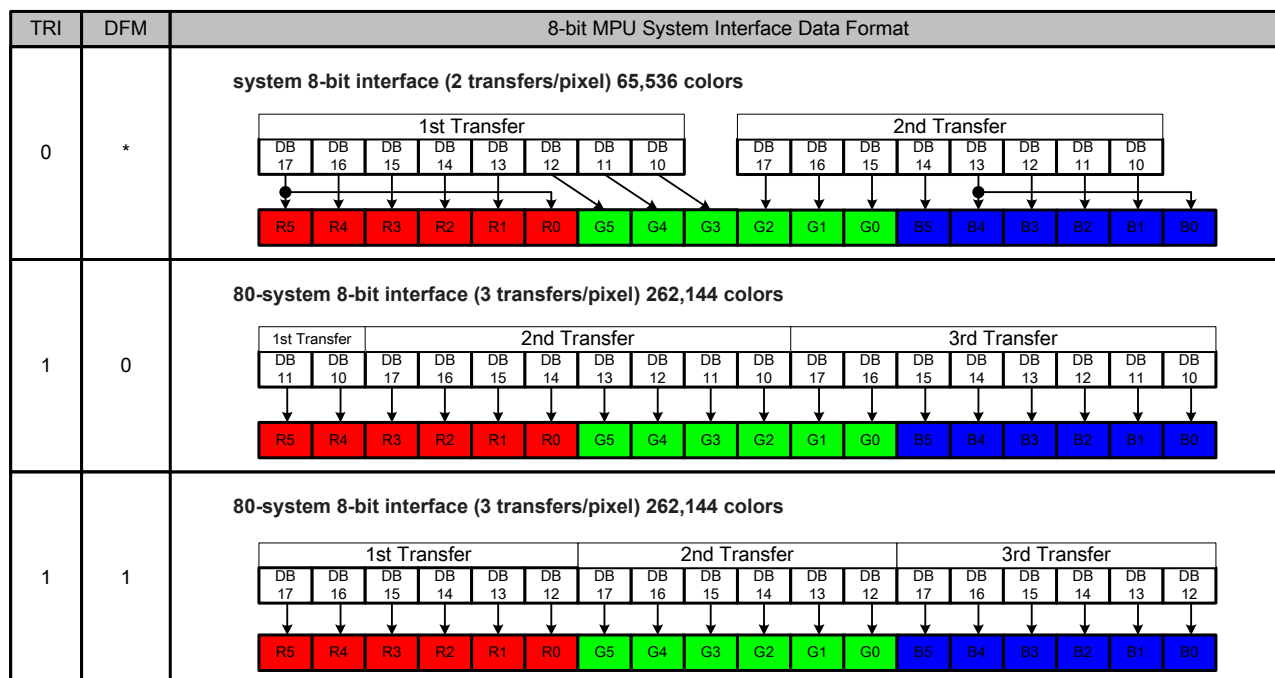 TRI DFM 8-bit MPU System Interface Data Format
system 8-bit interface (2 transfers/pixel) 65,536 colors
1st Transfer 2nd Transfer
DB DB DB DB DB DB DB DB DB DB DB DB DB DB DB DB
17 16 15 14 13 12 11 10 17 16 15 14 13 12 11 10
0 *
R5 R4 R3 R2 R1 R0 G5 G4 G3 G2 G1 G0 B5 B4 B3 B2 B1 B0
80-system 8-bit interface (3 transfers/pixel) 262,144 colors
1st Transfer 2nd Transfer 3rd Transfer
DB DB DB DB DB DB DB DB DB DB DB DB DB DB DB DB DB DB
11 10 17 16 15 14 13 12 11 10 17 16 15 14 13 12 11 10
1 0
R5 R4 R3 R2 R1 R0 G5 G4 G3 G2 G1 G0 B5 B4 B3 B2 B1 B0
80-system 8-bit interface (3 transfers/pixel) 262,144 colors
1st Transfer 2nd Transfer 3rd Transfer
DB DB DB DB DB DB DB DB DB DB DB DB DB DB DB DB DB DB
17 16 15 14 13 12 17 16 15 14 13 12 17 16 15 14 13 12
1 1
R5 R4 R3 R2 R1 R0 G5 G4 G3 G2 G1 G0 B5 B4 B3 B2 B1 B0